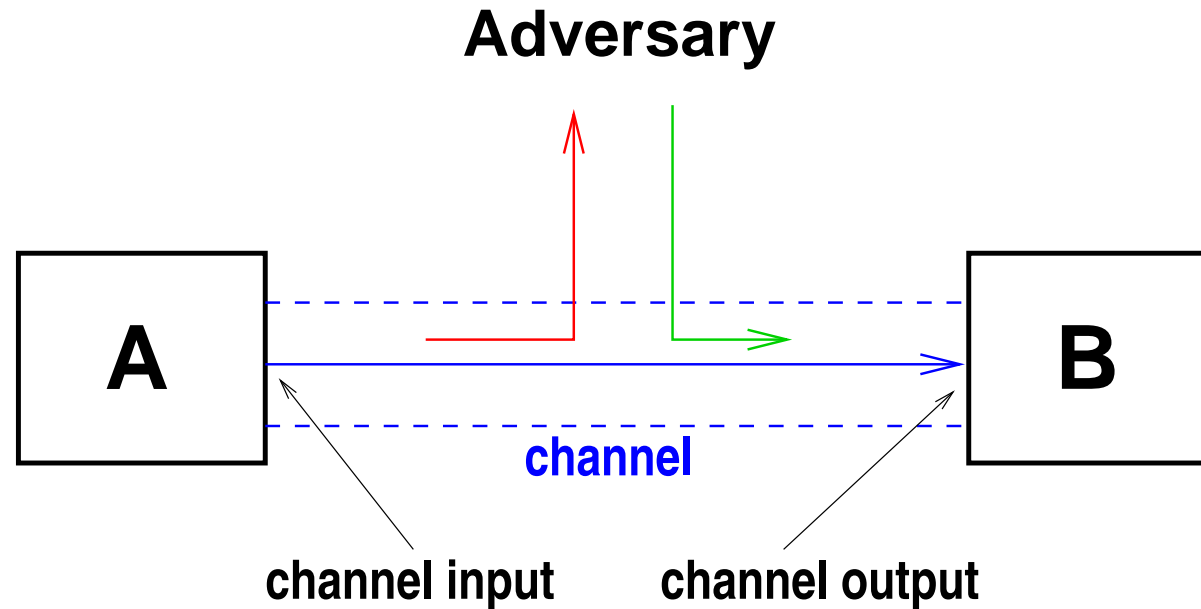 Adversary
A
B
channel
channel input
channel output